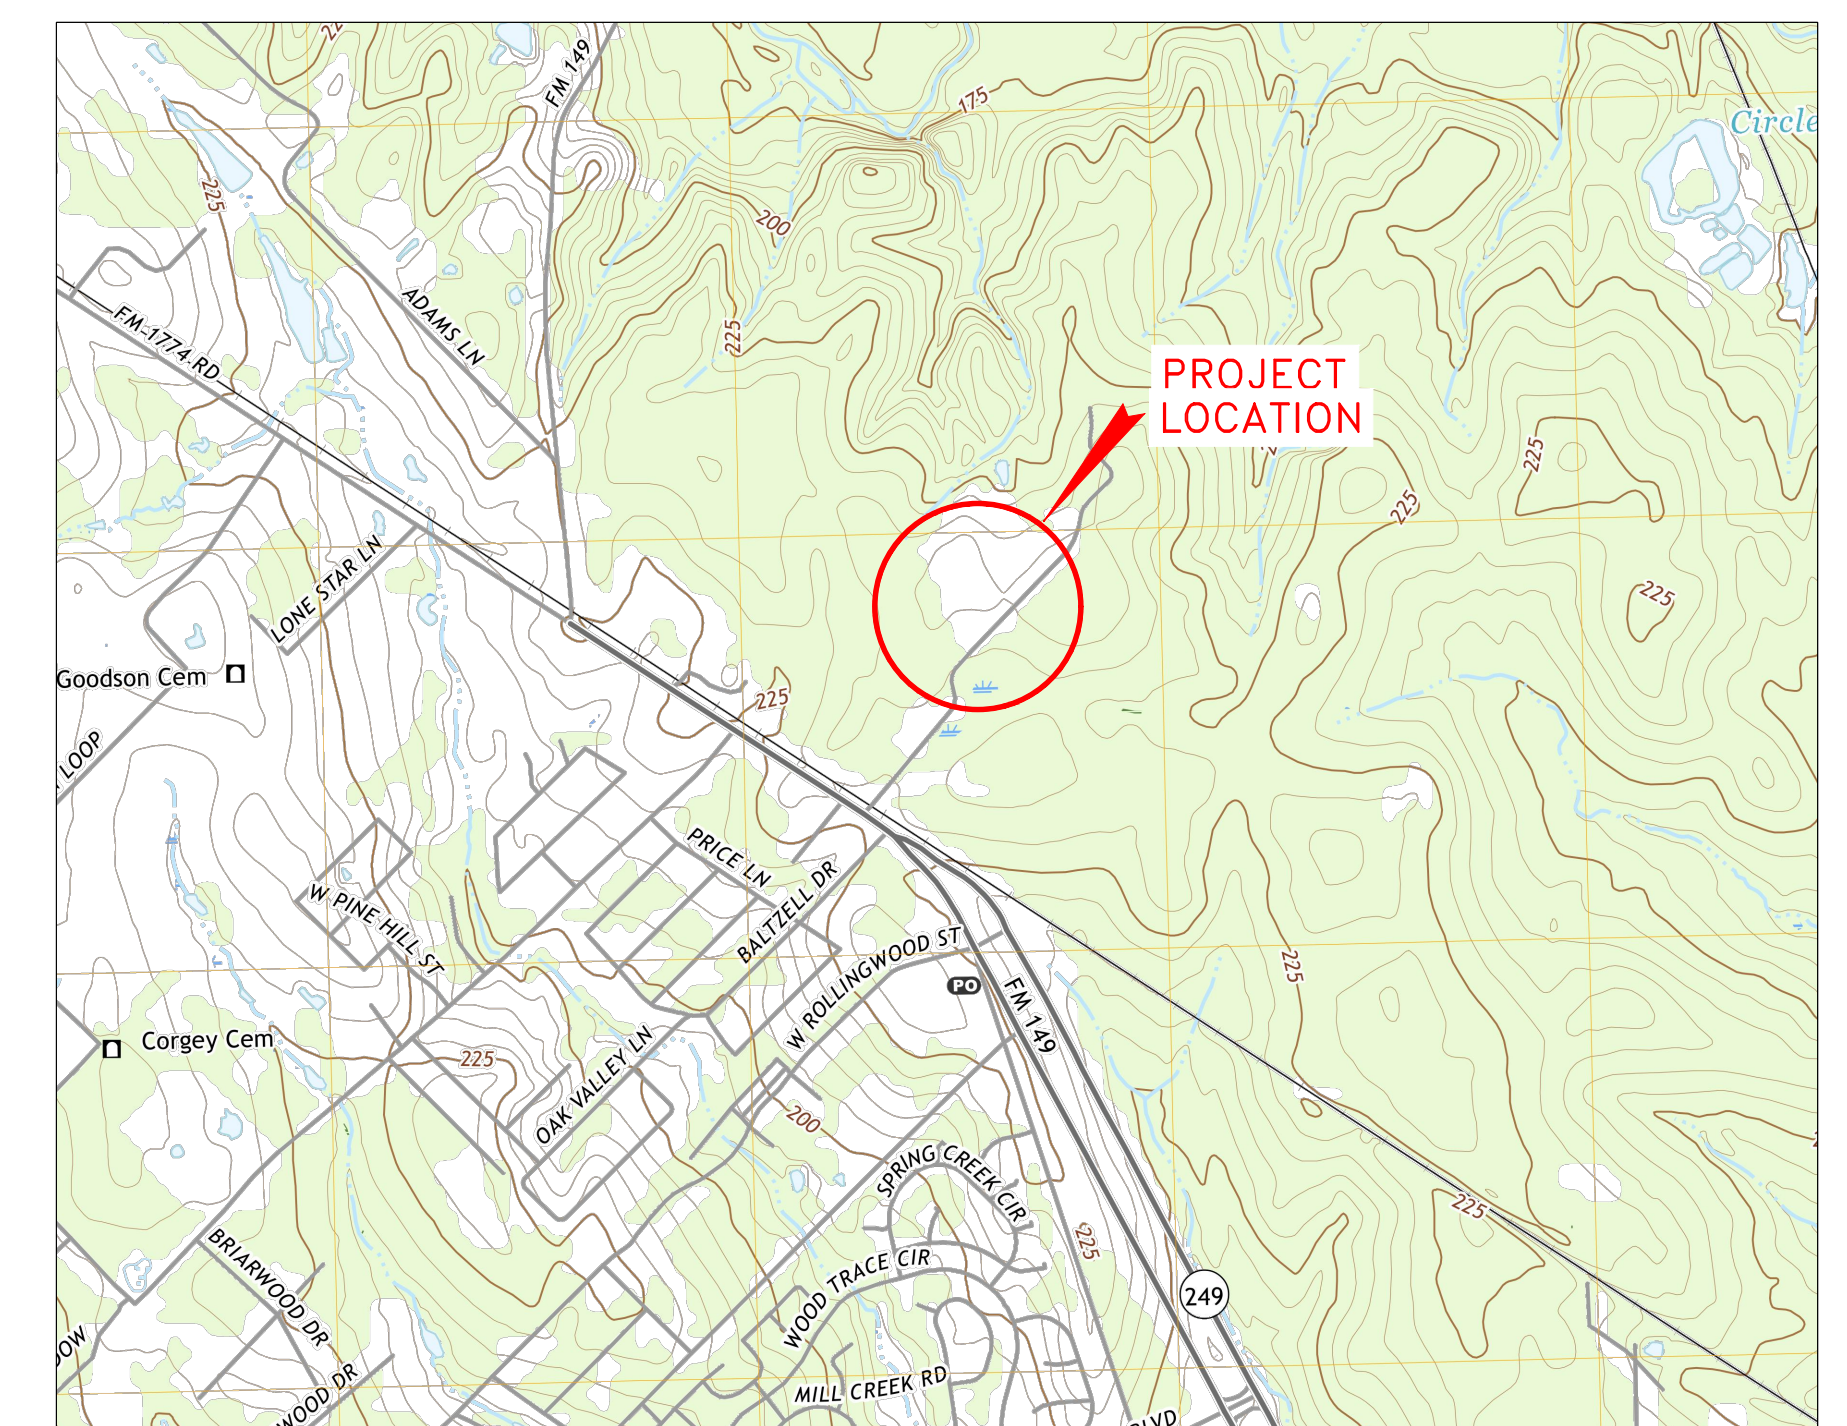 FM 149
175
Circle
225
200
ADAMS LN
225
FM-1774-RD
PROJECT
LOCATION
225
225
LONE STAR LN
225
Goodson Cem
225
LOOP
PRICE LN
BALTZELL DR
W PINE HILL ST
W ROLLINGWOOD ST
225
PO
FM 149
Corgey Cem
225
OAK VALLEY LN
200
SPRING CREEK CIR
225
225
BRIARWOOD DR
WOOD TRACE CIR
249
MILL CREEK RD